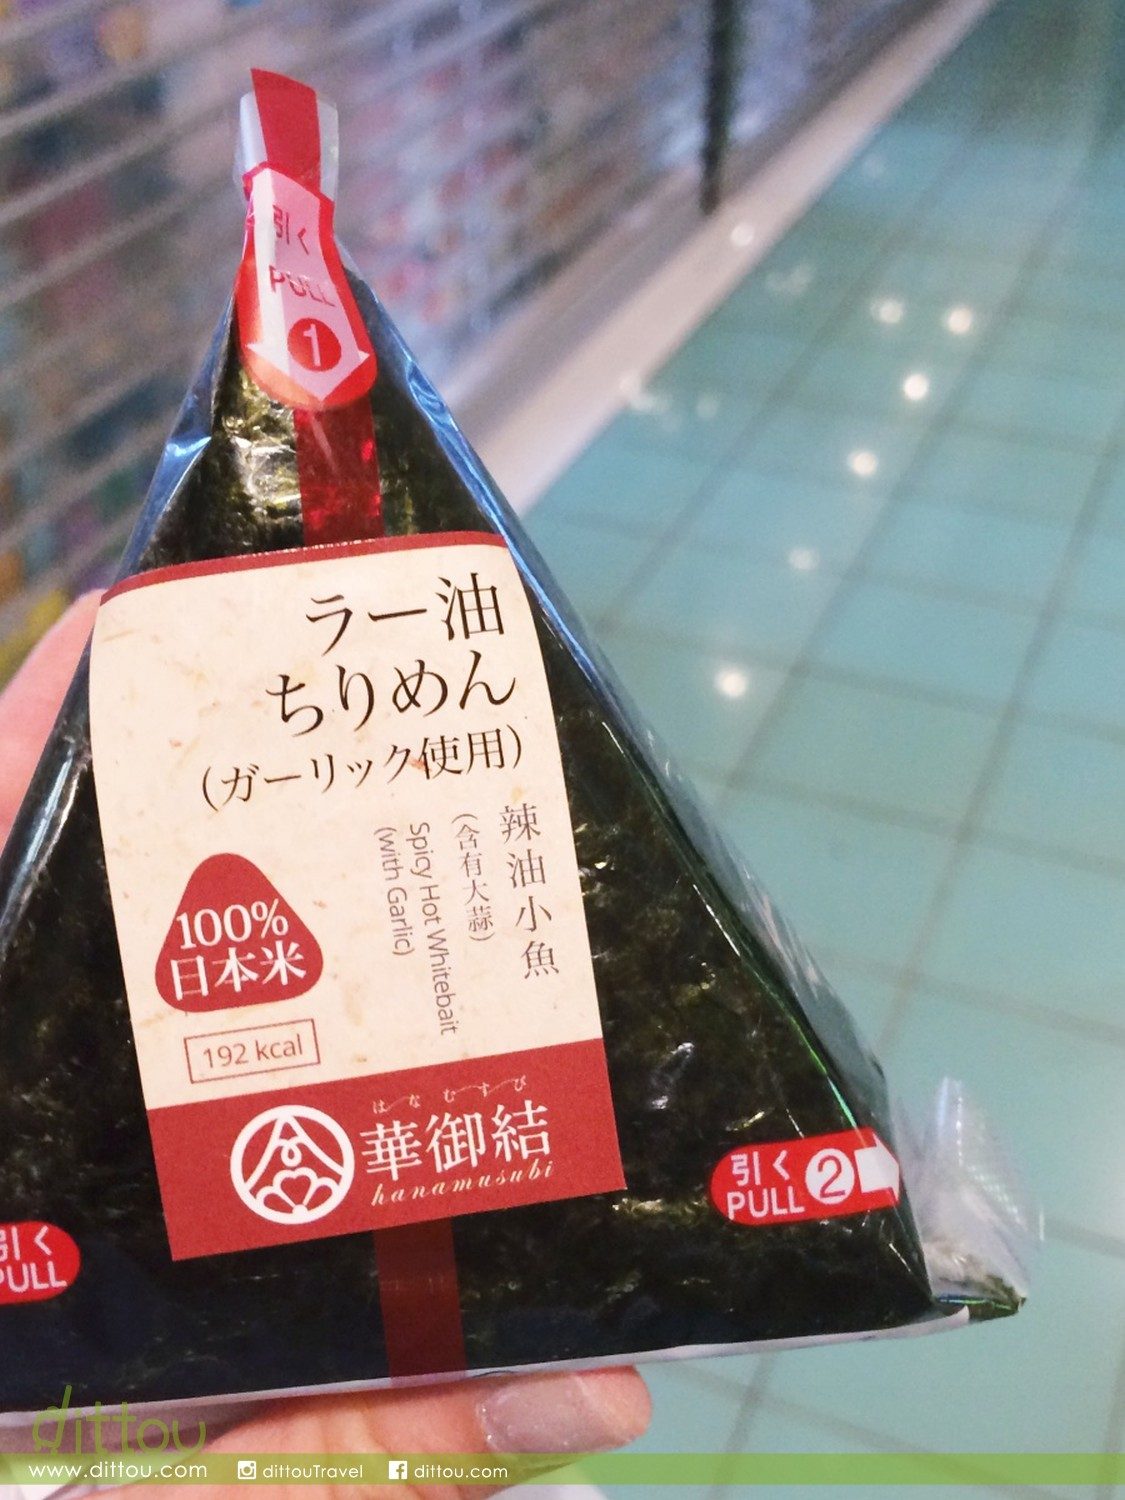 引く
PULL
1
ラー油
ちりめん
(ガーリック使用)
辣油小魚
(含有大蒜)
Spicy Hot Whitebait
(With Garlic)
100%
日本米
192 kcal
はなむすび
華御結
hanamusubi
引く
PULL 2
引く
PULL
dittou
www.dittou.com dittouTravel dittou.com